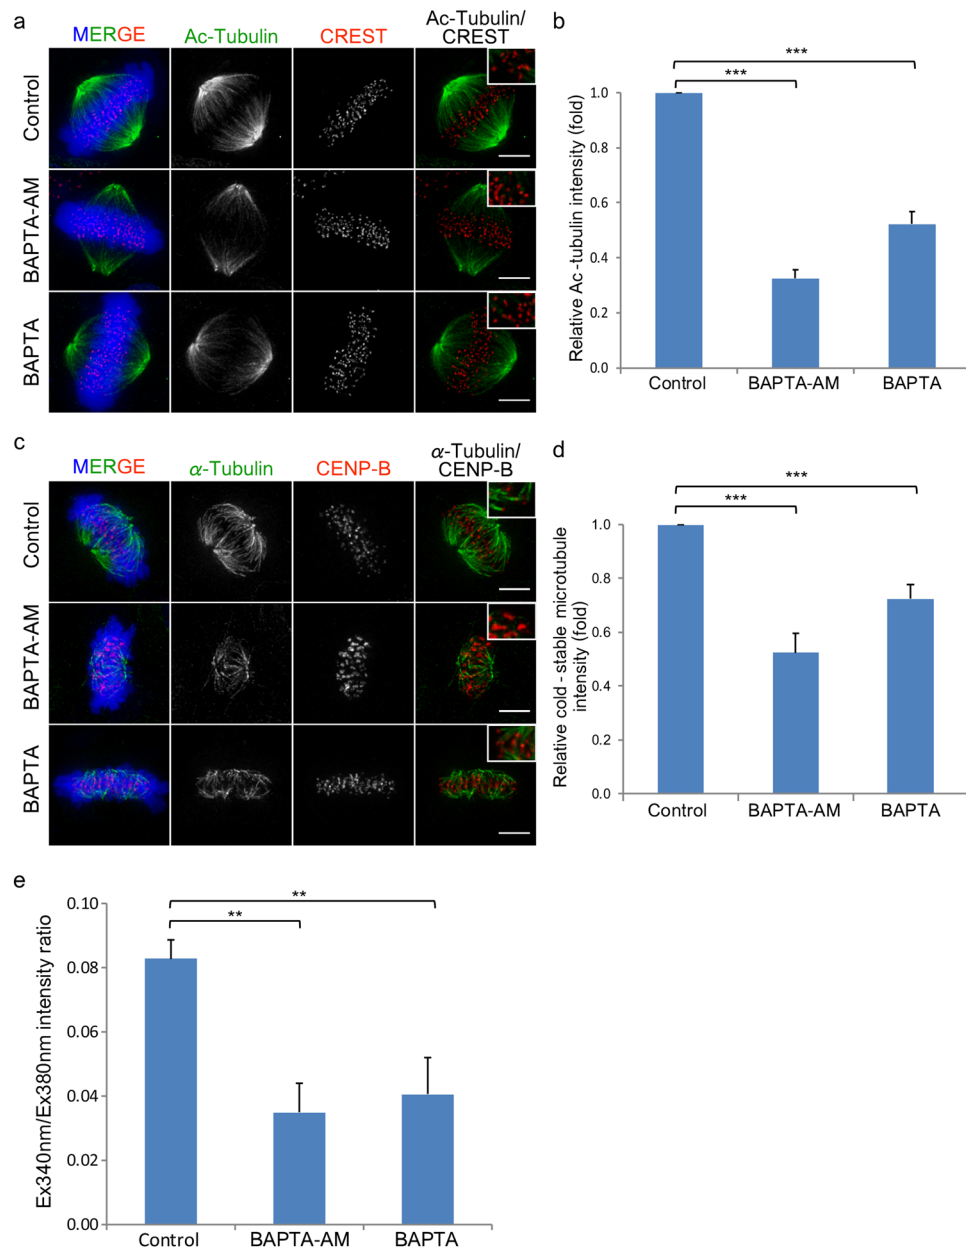 a
MERGE Ac-Tubulin CREST Ac-Tubulin/
CREST
Control
BAPTA-AM
BAPTA
b
***
***
Relative Ac-tubulin intensity (fold)
1.0
0.8
0.6
0.4
0.2
0.0
Control BAPTA-AM BAPTA
c
MERGE α-Tubulin CENP-B α-Tubulin/
CENP-B
Control
BAPTA-AM
BAPTA
d
***
***
Relative cold - stable microtubule
intensity (fold)
1.0
0.8
0.6
0.4
0.2
0.0
Control BAPTA-AM BAPTA
e
**
**
Ex340nm/Ex380nm intensity ratio
0.10
0.08
0.06
0.04
0.02
0.00
Control BAPTA-AM BAPTA